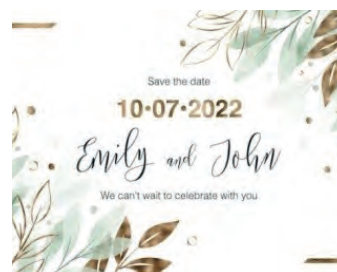 Save the date
10•07•2022
Emily and John
We can't wait to celebrate with you